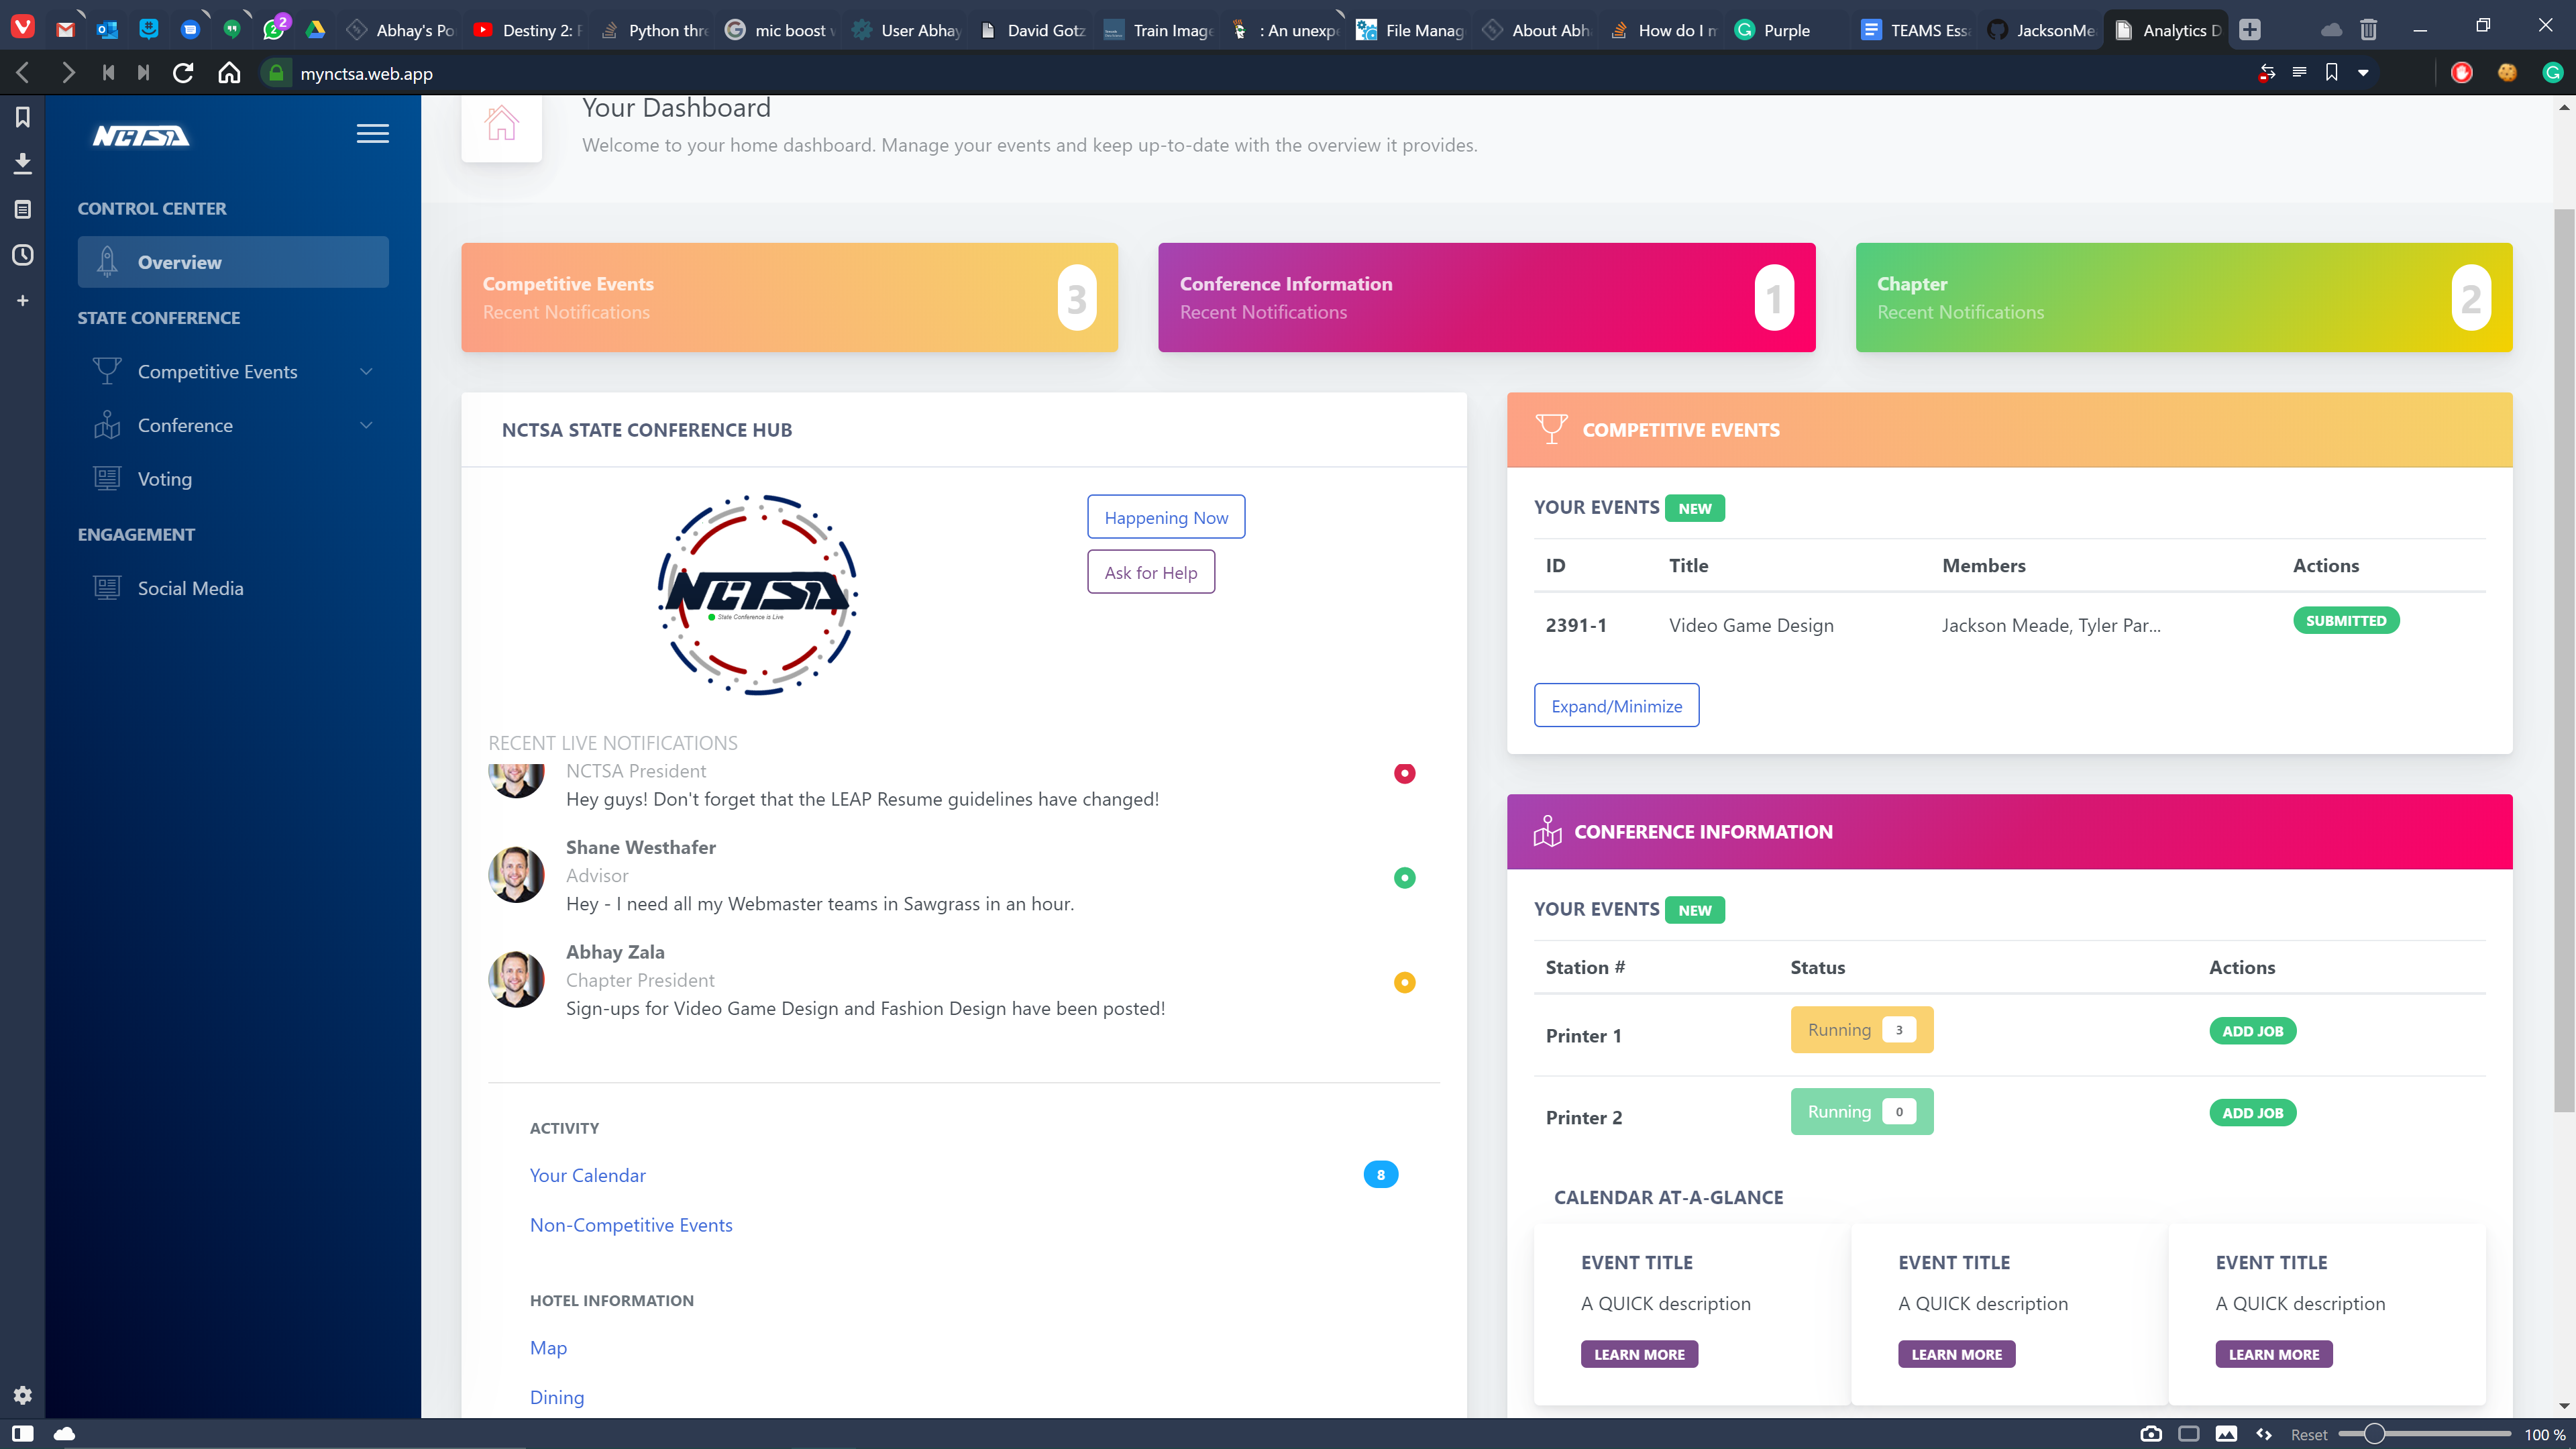 2
Abhay's Po
Destiny 2: F
Python thre
mic boost v
User Abhay
David Gotz
Train Image
: An unexpe
File Manag
About Abh
How do I m
Purple
TEAMS Ess
JacksonMe
Analytics D
mynctsa.web.app
NCTSA
CONTROL CENTER
Overview
STATE CONFERENCE
Competitive Events
Conference
Voting
ENGAGEMENT
Social Media
Your Dashboard
Welcome to your home dashboard. Manage your events and keep up-to-date with the overview it provides.
Competitive Events
Recent Notifications
3
Conference Information
Recent Notifications
1
Chapter
Recent Notifications
2
NCTSA STATE CONFERENCE HUB
NCTSA
State Conference is Live
Happening Now
Ask for Help
RECENT LIVE NOTIFICATIONS
NCTSA President
Hey guys! Don't forget that the LEAP Resume guidelines have changed!
Shane Westhafer
Advisor
Hey - I need all my Webmaster teams in Sawgrass in an hour.
Abhay Zala
Chapter President
Sign-ups for Video Game Design and Fashion Design have been posted!
ACTIVITY
Your Calendar 8
Non-Competitive Events
HOTEL INFORMATION
Map
Dining
COMPETITIVE EVENTS
YOUR EVENTS NEW
ID Title Members Actions
2391-1 Video Game Design Jackson Meade, Tyler Par... SUBMITTED
Expand/Minimize
CONFERENCE INFORMATION
YOUR EVENTS NEW
Station # Status Actions
Printer 1 Running 3 ADD JOB
Printer 2 Running 0 ADD JOB
CALENDAR AT-A-GLANCE
EVENT TITLE
A QUICK description
LEARN MORE
EVENT TITLE
A QUICK description
LEARN MORE
EVENT TITLE
A QUICK description
LEARN MORE
Reset 100 %